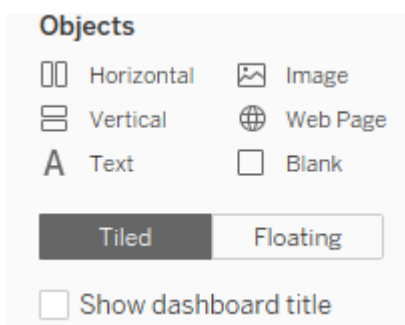 Objects
Horizontal Image
Vertical Web Page
A Text Blank
Tiled Floating
Show dashboard title